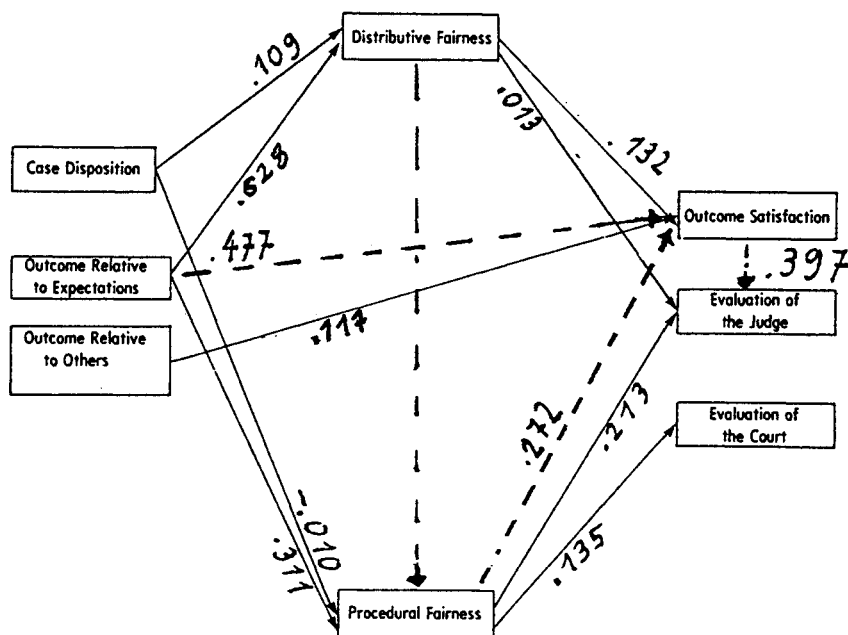 Distributive Fairness
.109
.013
.628
.132
Case Disposition
Outcome Satisfaction
.477
.397
Outcome Relative
to Expectations
Evaluation of
the Judge
Outcome Relative
to Others
.117
Evaluation of
the Court
.272
.213
-.010
.311
.135
Procedural Fairness